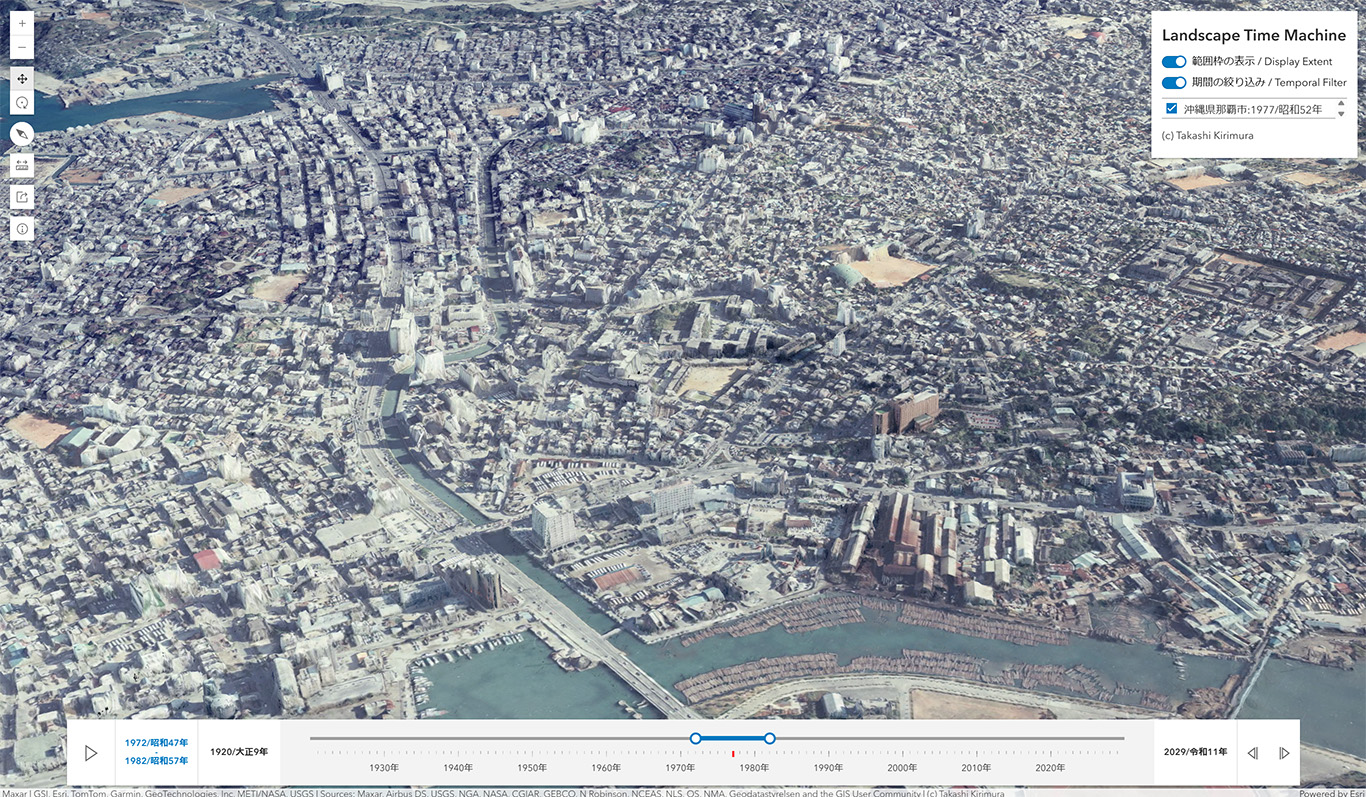 Landscape Time Machine
範囲枠の表示 / Display Extent
期間の絞り込み / Temporal Filter
沖縄県那覇市:1977/昭和52年
(c) Takashi Kirimura
1972/昭和47年
-
1982/昭和57年
1920/大正9年
1930年 1940年 1950年 1960年 1970年 1980年 1990年 2000年 2010年 2020年
2029/令和11年
Maxar | GSI, Esri, TomTom, Garmin, GeoTechnologies, Inc, METI/NASA, USGS | Sources: Maxar, Airbus DS, USGS, NGA, NASA, CGIAR, GEBCO, N Robinson, NCEAS, NLS, OS, NMA, Geodatastyrelsen and the GIS User Community | (c) Takashi Kirimura
Powered by Esri